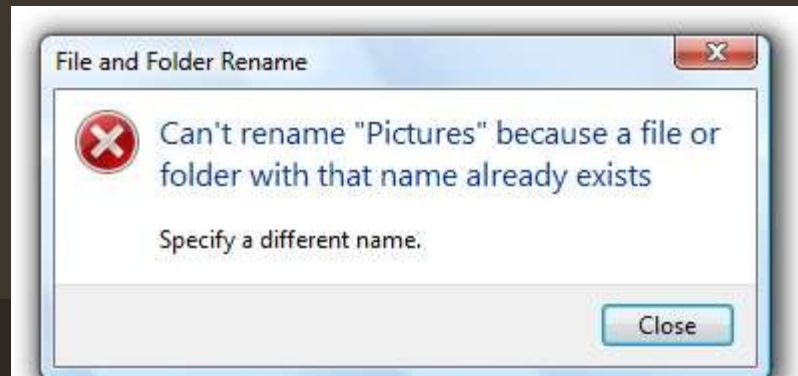 File and Folder Rename
Can't rename "Pictures" because a file or
folder with that name already exists
Specify a different name.
Close